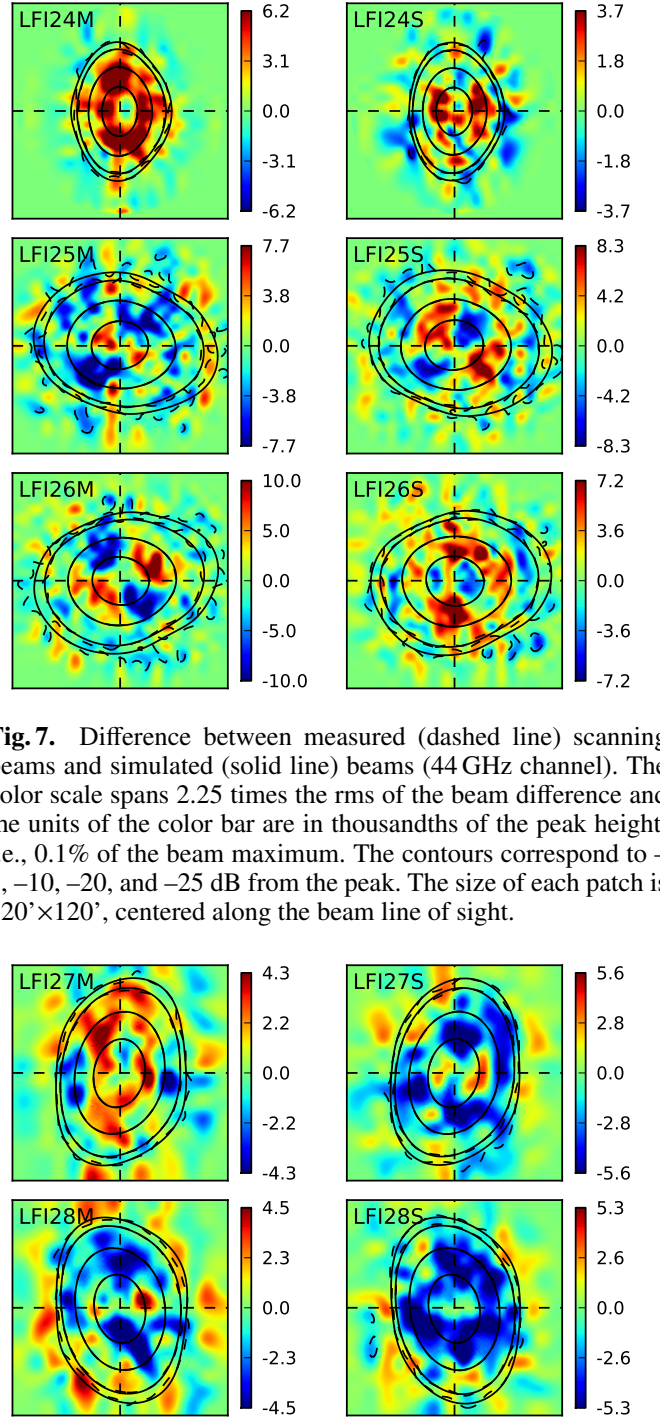 LFI24M 6.2 LFI24S 3.7
3.1 1.8
0.0 0.0
-3.1 -1.8
-6.2 -3.7
LFI25M 7.7 LFI25S 8.3
3.8 4.2
0.0 0.0
-3.8 -4.2
-7.7 -8.3
LFI26M 10.0 LFI26S 7.2
5.0 3.6
0.0 0.0
-5.0 -3.6
-10.0 -7.2
ig. 7. Difference between measured (dashed line) scanning
eams and simulated (solid line) beams (44 GHz channel). The
olor scale spans 2.25 times the rms of the beam difference and
he units of the color bar are in thousandths of the peak height
e., 0.1% of the beam maximum. The contours correspond to –
, –10, –20, and –25 dB from the peak. The size of each patch is
20’×120’, centered along the beam line of sight.
LFI27M 4.3 LFI27S 5.6
2.2 2.8
0.0 0.0
-2.2 -2.8
-4.3 -5.6
LFI28M 4.5 LFI28S 5.3
2.3 2.6
0.0 0.0
-2.3 -2.6
-4.5 -5.3